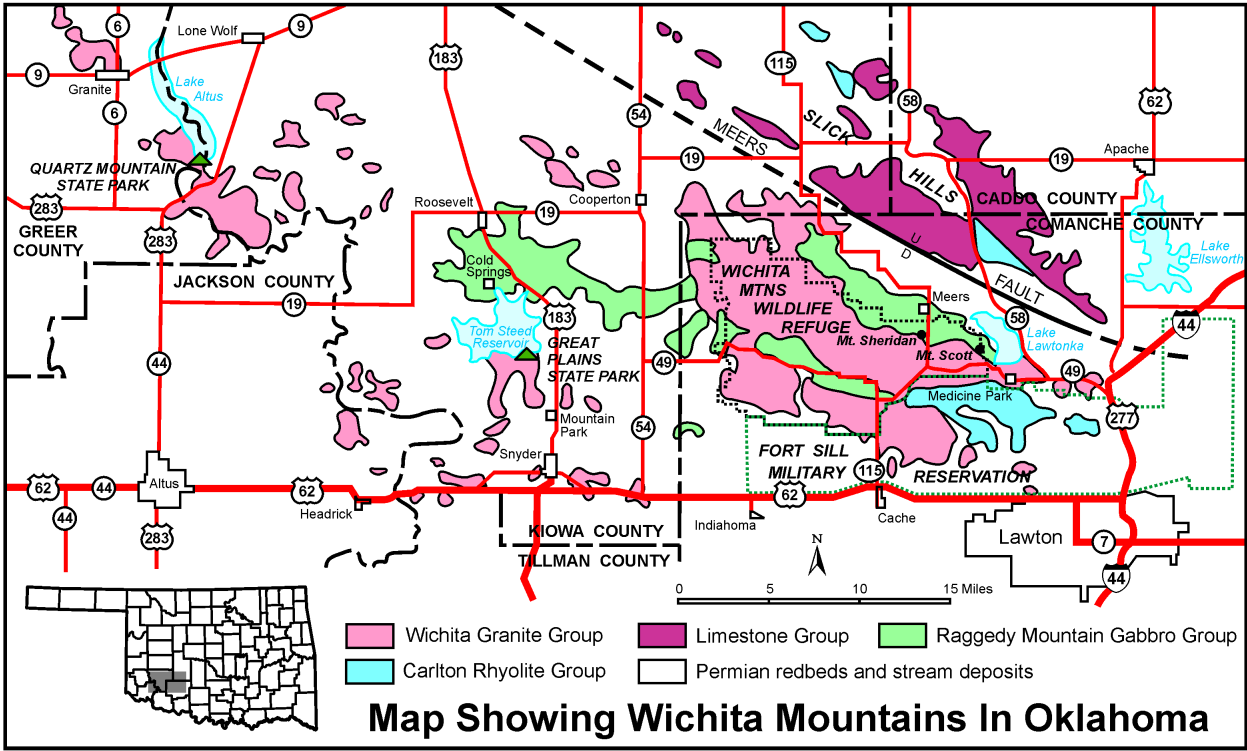 6
Lone Wolf
9
183
115
58
62
9
Granite
Lake
Altus
6
54
SLICK
MEERS
19
19
Apache
QUARTZ MOUNTAIN
STATE PARK
HILLS
CADDO COUNTY
COMANCHE COUNTY
283
GREER
COUNTY
283
Roosevelt
19
Cooperton
U
D
Lake
Ellsworth
JACKSON COUNTY
19
Cold
Springs
WICHITA
MTNS
WILDLIFE
REFUGE
Meers
FAULT
58
44
183
Tom Steed
Reservoir
GREAT
PLAINS
STATE PARK
Mt. Sheridan
Mt. Scott
Lake
Lawtonka
44
49
49
Medicine Park
277
Mountain
Park
54
Snyder
FORT SILL
MILITARY
RESERVATION
115
62
44
Altus
62
Headrick
62
44
283
KIOWA COUNTY
TILLMAN COUNTY
Indiahoma
Cache
Lawton
7
44
N
0
5
10
15 Miles
Wichita Granite Group
Limestone Group
Raggedy Mountain Gabbro Group
Carlton Rhyolite Group
Permian redbeds and stream deposits
Map Showing Wichita Mountains In Oklahoma